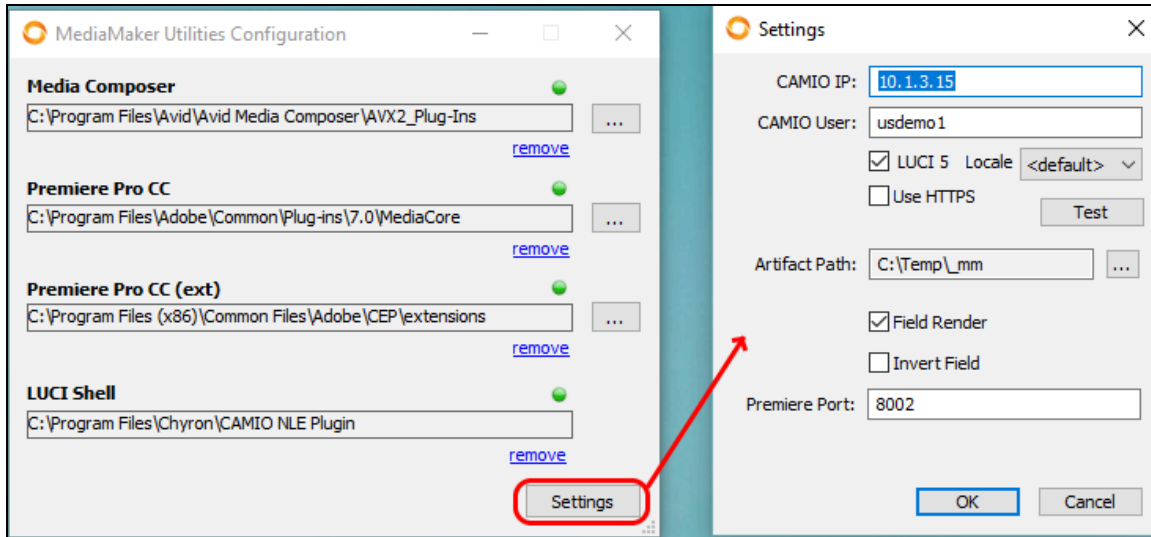 MediaMaker Utilities Configuration
Media Composer
C:\Program Files\Avid\Avid Media Composer\AVX2_Plug-Ins
...
remove
Premiere Pro CC
C:\Program Files\Adobe\Common\Plug-ins\7.0\MediaCore
...
remove
Premiere Pro CC (ext)
C:\Program Files (x86)\Common Files\Adobe\CEP\extensions
...
remove
LUCI Shell
C:\Program Files\Chyron\CAMIO NLE Plugin
remove
Settings
Settings
CAMIO IP: 10.1.3.15
CAMIO User: usdemo1
LUCI 5 Locale <default>
Use HTTPS
Test
Artifact Path: C:\Temp\_mm ...
Field Render
Invert Field
Premiere Port: 8002
OK Cancel